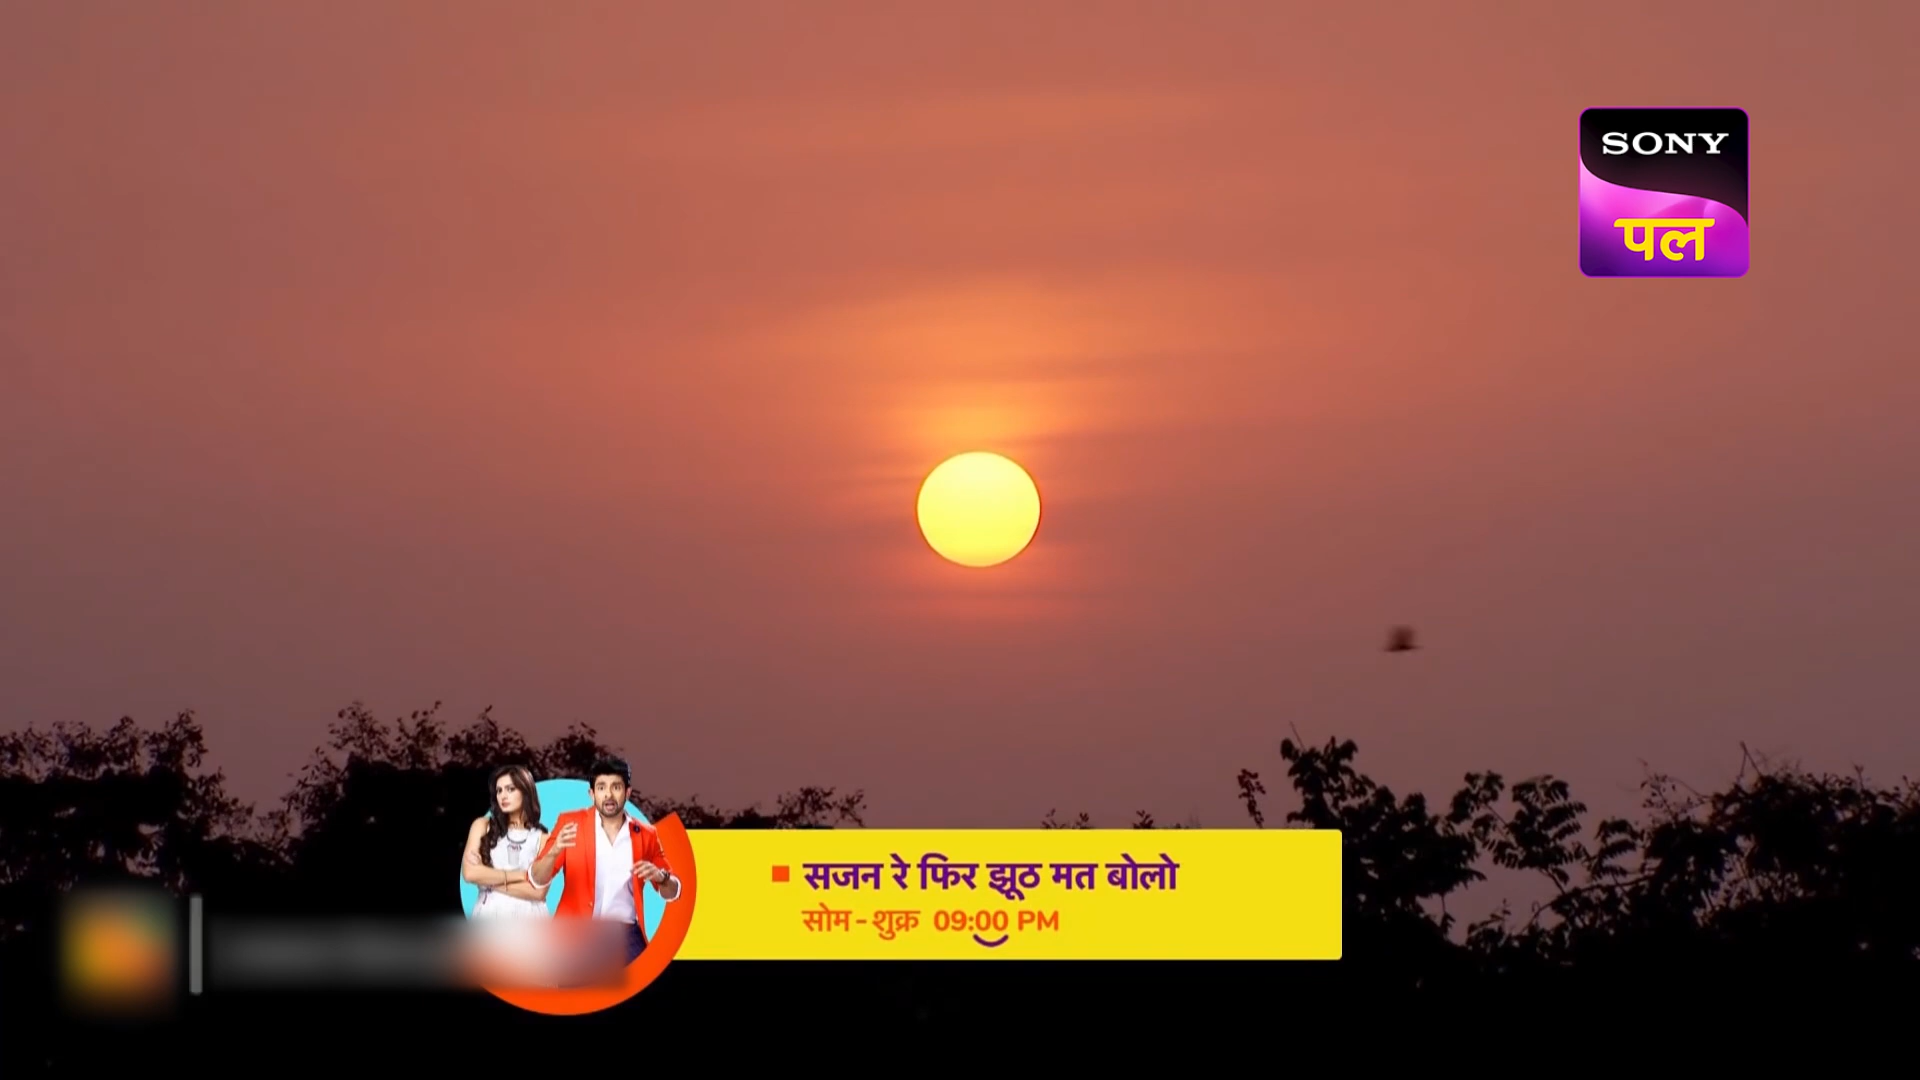 SONY
पल
सजन रे फिर झूठ मत बोलो
सोम - शुक्र 09:00 PM